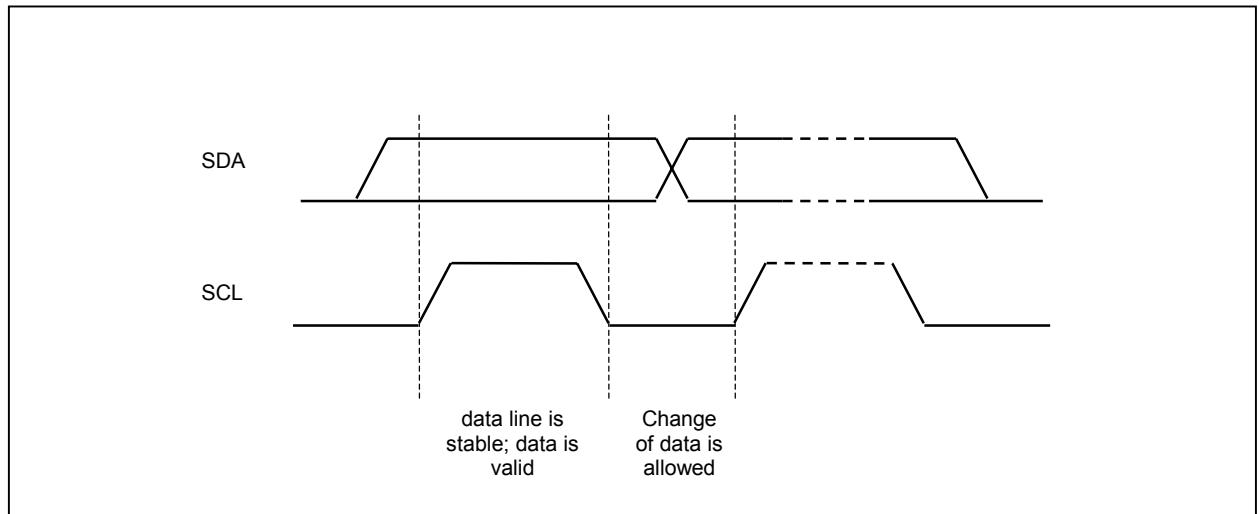 SDA
SCL
data line is
stable; data is
valid
Change
of data is
allowed